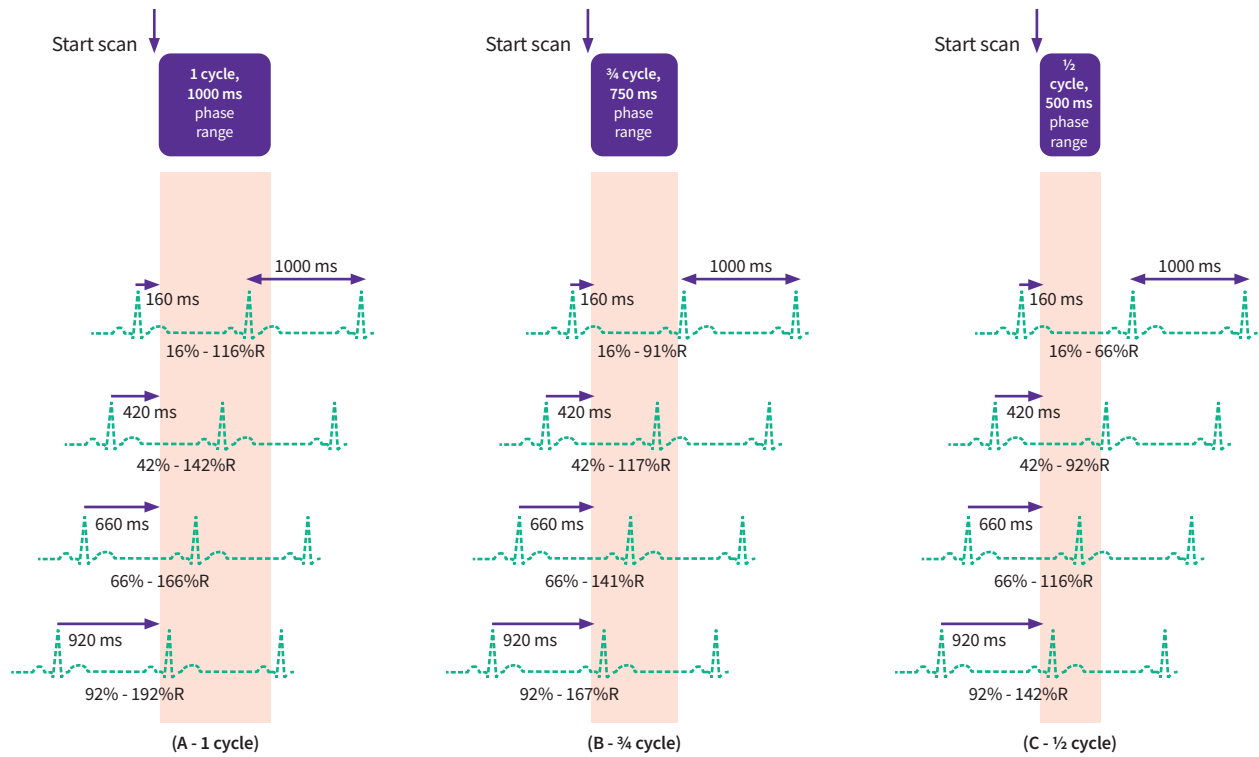 Start scan
1 cycle,
1000 ms
phase
range
1000 ms
160 ms
16% - 116%R
420 ms
42% - 142%R
660 ms
66% - 166%R
920 ms
92% - 192%R
(A - 1 cycle)
Start scan
¾ cycle,
750 ms
phase
range
1000 ms
160 ms
16% - 91%R
420 ms
42% - 117%R
660 ms
66% - 141%R
920 ms
92% - 167%R
(B - ¾ cycle)
Start scan
½
cycle,
500 ms
phase
range
1000 ms
160 ms
16% - 66%R
420 ms
42% - 92%R
660 ms
66% - 116%R
920 ms
92% - 142%R
(C - ½ cycle)